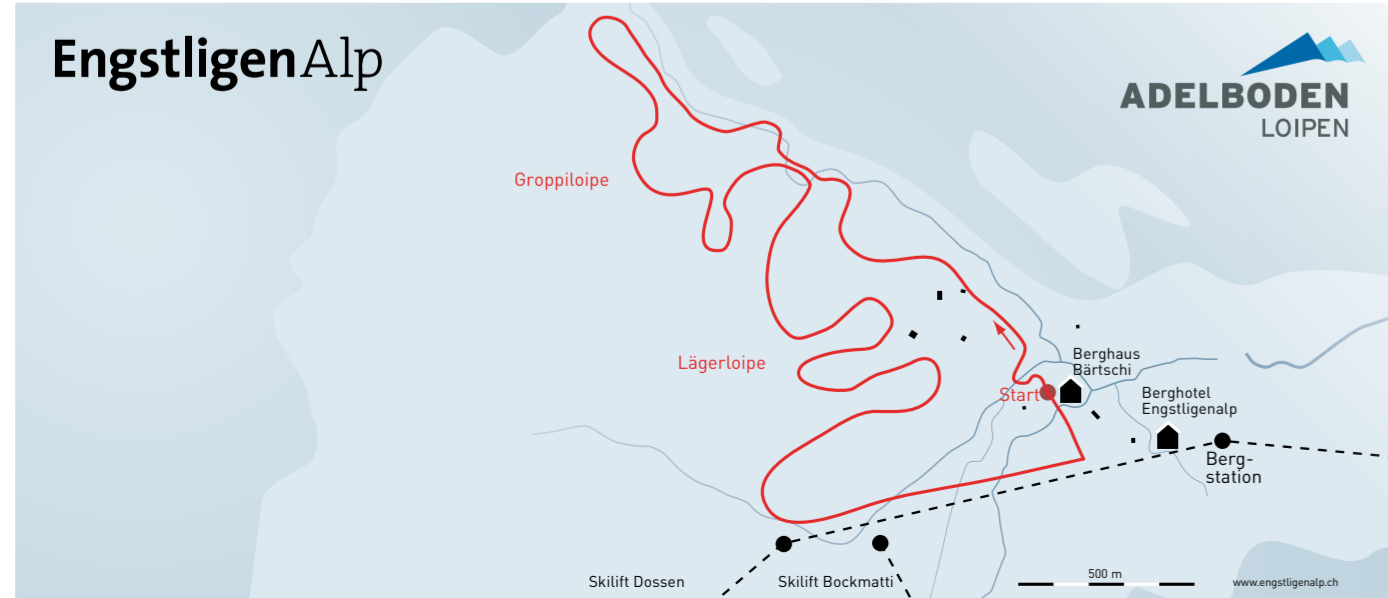 EngstligenAlp
ADELBODEN
LOIPEN
Groppiloipe
Lägerloipe
Start
Berghaus
Bärtschi
Berghotel
Engstligenalp
Berg-
station
Skilift Dossen
Skilift Bockmatti
500 m
www.engstligenalp.ch